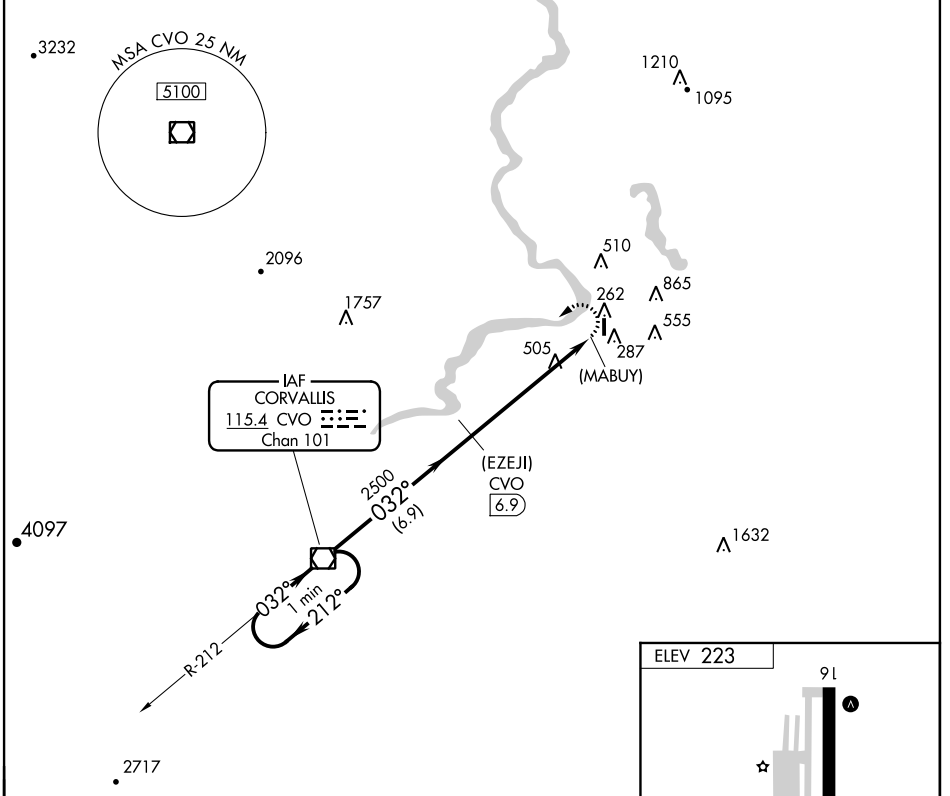 3232
MSA CVO 25 NM
5100
1210
1095
2096
1757
510
865
262
555
287
505
(MABUY)
IAF
CORVALLIS
115.4 CVO
Chan 101
(EZEJI)
CVO
6.9
2500
032°
(6.9)
4097
1632
032°
1 min
212°
R-212
2717
ELEV 223
16